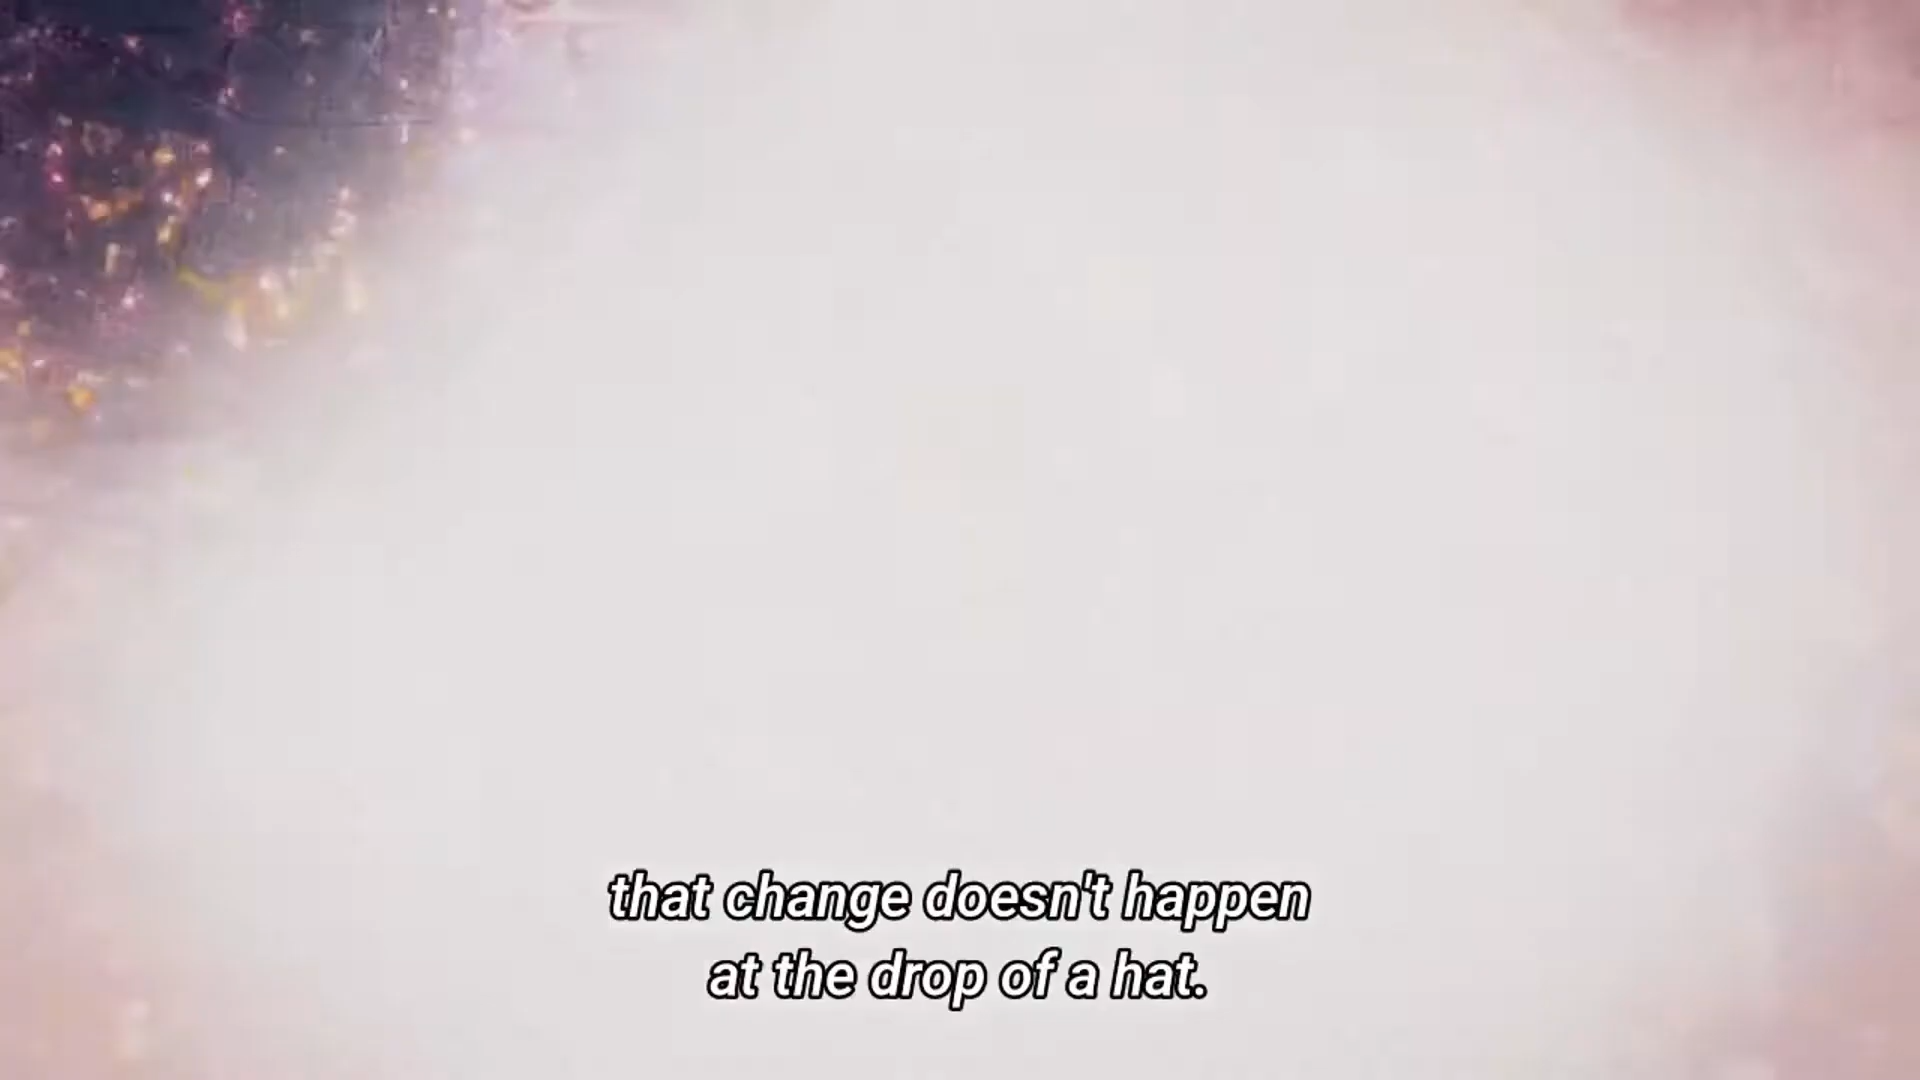 that change doesn't happen
at the drop of a hat.